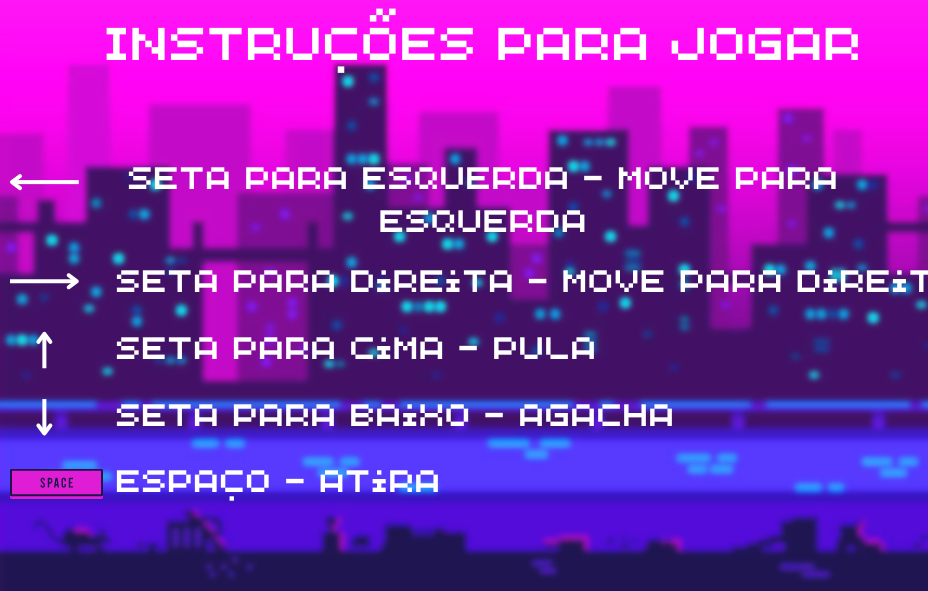 INSTRUÇÕES PARA JOGAR
SETA PARA ESQUERDA - MOVE PARA
ESQUERDA
SETA PARA DiREiTA - MOVE PARA DiREiT
SETA PARA CiMA - PULA
SETA PARA BAiXO - AGACHA
SPACE ESPAÇO - ATiRA